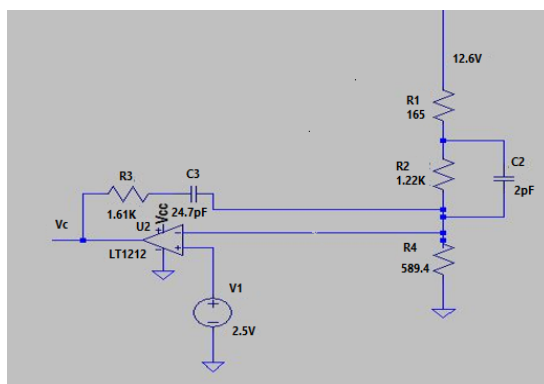 12.6V
R1
165
R2
1.22K
C2
2pF
R3
1.61K
C3
24.7pF
Vcc
U2
Vc
+
−
−
+
LT1212
R4
589.4
V1
+
−
2.5V